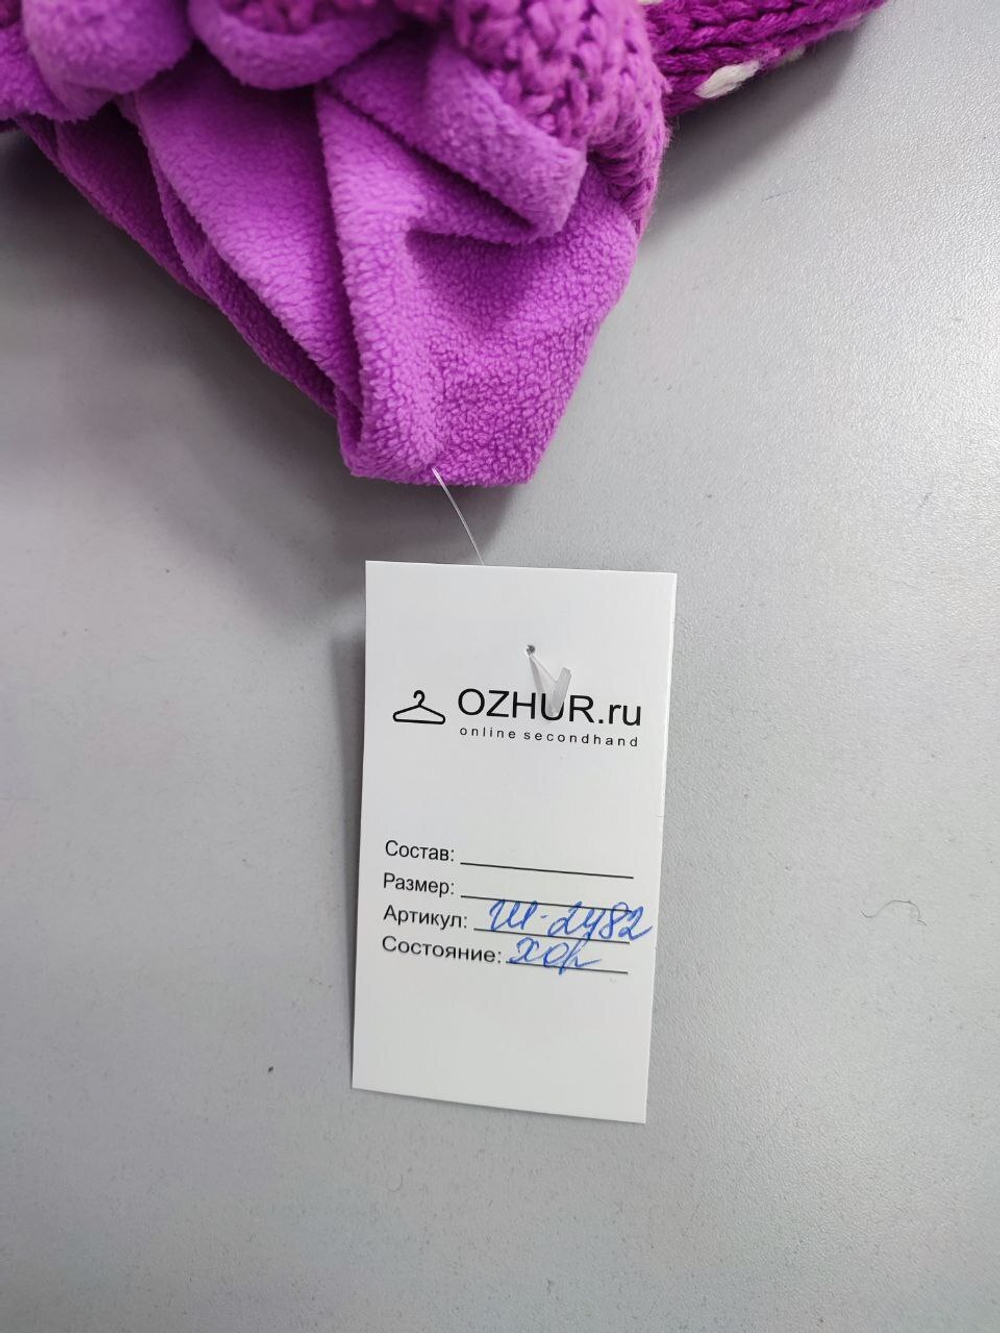 OZHUR.ru
online secondhand
Состав:
Размер:
Артикул: Ш-2482
Состояние: хор